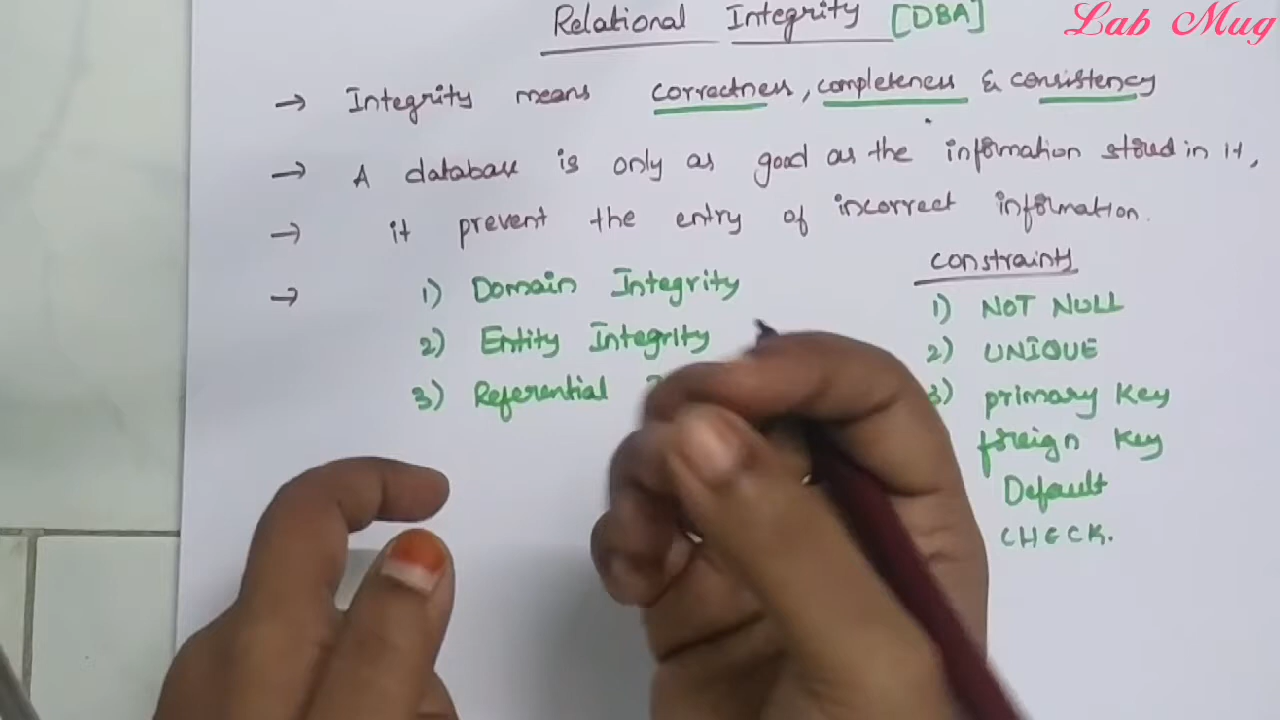 Relational Integrity [DBA]
Lab Mug
→ Integrity means correctness, completeness & consistency
→ A database is only as good as the information stored in it,
→ it prevent the entry of incorrect information.
→ 1) Domain Integrity
2) Entity Integrity
3) Referential
constraints
1) NOT NULL
2) UNIQUE
3) primary key
foreign key
Default
CHECK.